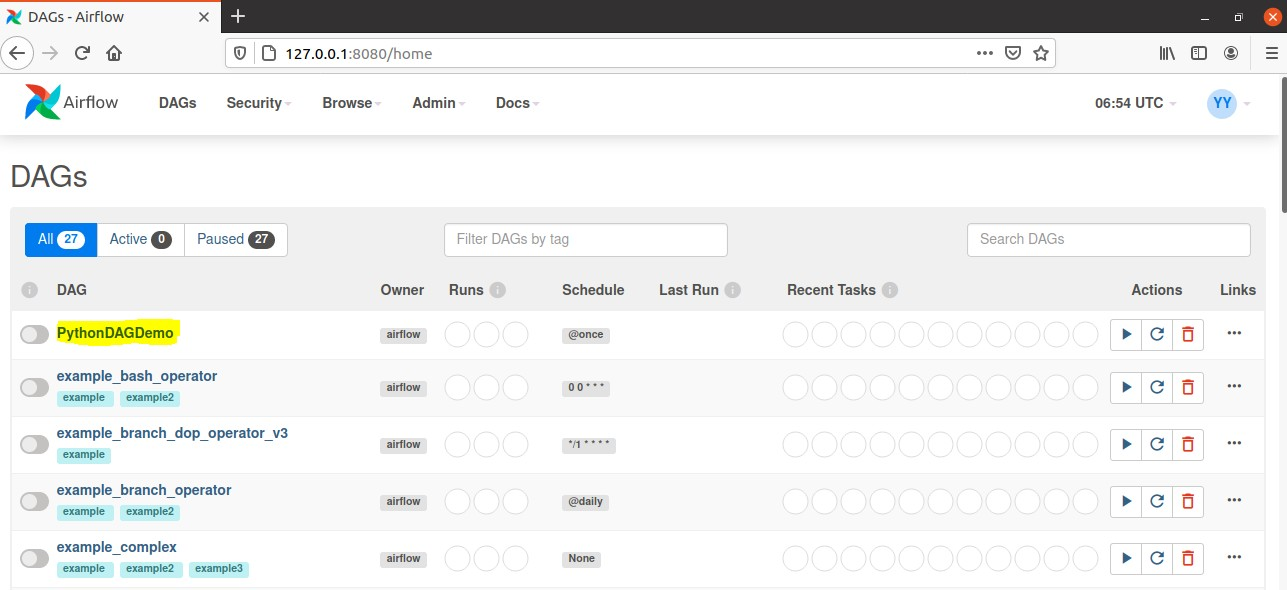 DAGs - Airflow
127.0.0.1:8080/home
Airflow DAGs Security Browse Admin Docs 06:54 UTC YY
DAGs
All 27 Active 0 Paused 27 Filter DAGs by tag Search DAGs
DAG Owner Runs Schedule Last Run Recent Tasks Actions Links
PythonDAGDemo airflow @once
example_bash_operator airflow 0 0 * * *
example example2
example_branch_dop_operator_v3 airflow */1 * * * *
example
example_branch_operator airflow @daily
example example2
example_complex airflow None
example example2 example3